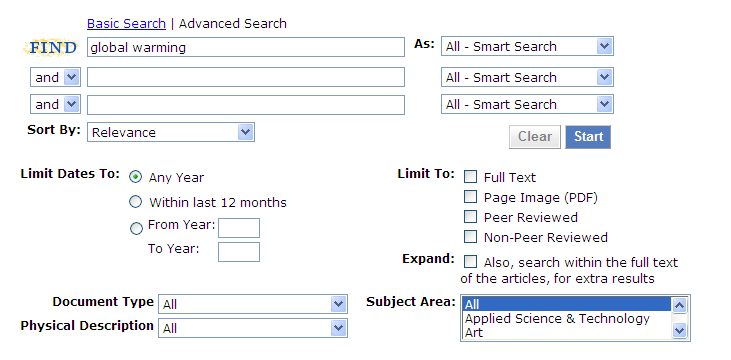 Basic Search | Advanced Search
FIND global warming As: All - Smart Search
and All - Smart Search
and All - Smart Search
Sort By: Relevance Clear Start
Limit Dates To: Any Year Limit To: Full Text
Within last 12 months Page Image (PDF)
From Year: Peer Reviewed
To Year: Non-Peer Reviewed
Expand: Also, search within the full text
of the articles, for extra results
Document Type All Subject Area: All
Physical Description All Applied Science & Technology
Art